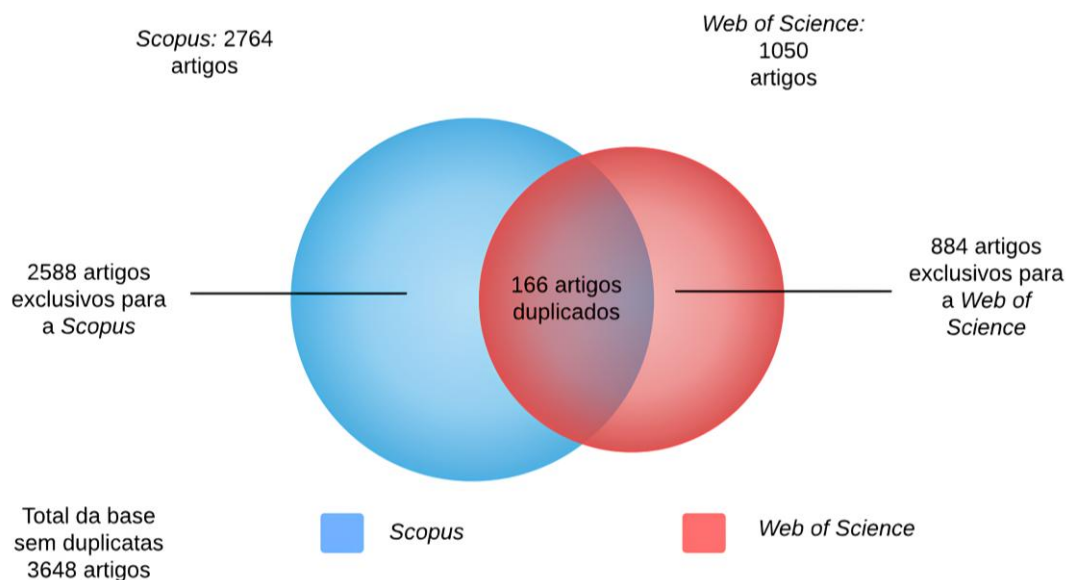 Scopus: 2764
artigos
Web of Science:
1050
artigos
2588 artigos
exclusivos para
a Scopus
166 artigos
duplicados
884 artigos
exclusivos para
a Web of
Science
Total da base
sem duplicatas
3648 artigos
Scopus
Web of Science